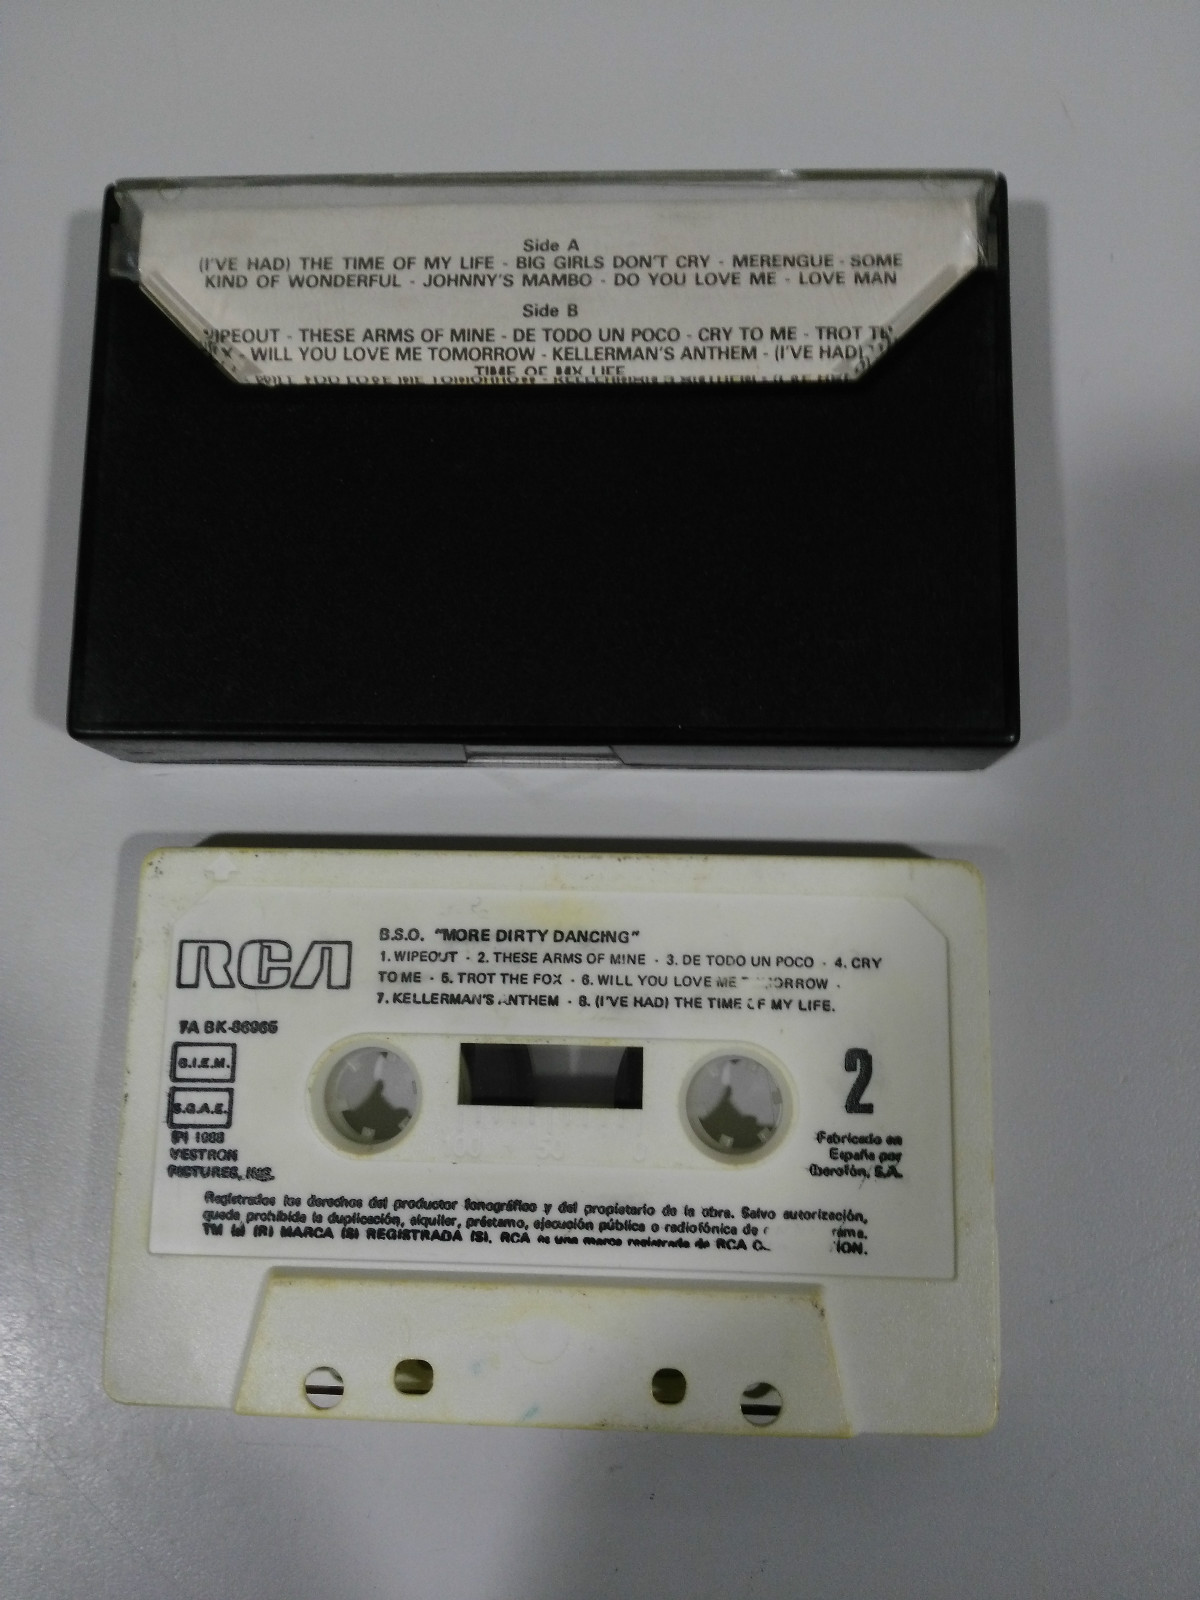 Side A
(I'VE HAD) THE TIME OF MY LIFE - BIG GIRLS DON'T CRY - MERENGUE - SOME
KIND OF WONDERFUL - JOHNNY'S MAMBO - DO YOU LOVE ME - LOVE MAN
Side B
WIPEOUT - THESE ARMS OF MINE - DE TODO UN POCO - CRY TO ME - TROT
- WILL YOU LOVE ME TOMORROW - KELLERMAN'S ANTHEM - (I'VE HAD)
TIME OF MY LIFE
RCA
B.S.O. "MORE DIRTY DANCING"
1. WIPEOUT - 2. THESE ARMS OF MINE - 3. DE TODO UN POCO - 4. CRY
TO ME - 5. TROT THE FOX - 6. WILL YOU LOVE ME TOMORROW -
7. KELLERMAN'S ANTHEM - 8. (I'VE HAD) THE TIME OF MY LIFE.
BK-86965
B.I.E.M.
S.G.A.E.
(P) 1988
VESTRON
PICTURES, INC.
2
Fabricado en
España por
Iberofón, S.A.
Registrados los derechos del productor fonográfico y del propietario de la obra. Salvo autorización,
queda prohibida la duplicación, alquiler, préstamo, ejecución pública o radiofónica de
TM (s) (R) MARCA (S) REGISTRADA (S). RCA es una marca registrada de RCA